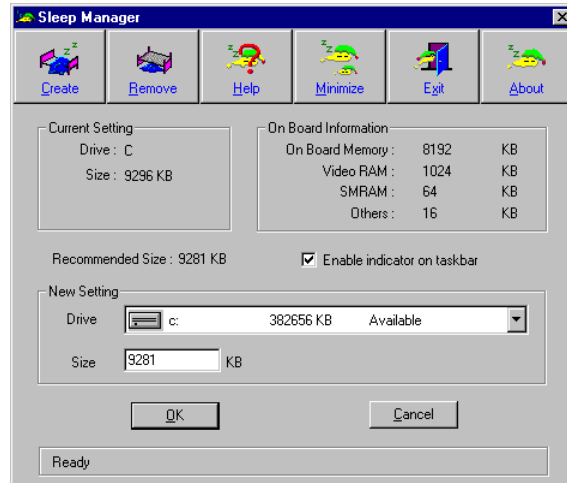 Sleep Manager
Create Remove Help Minimize Exit About
Current Setting
Drive : C
Size : 9296 KB
On Board Information
On Board Memory : 8192 KB
Video RAM : 1024 KB
SMRAM : 64 KB
Others : 16 KB
Recommended Size : 9281 KB
Enable indicator on taskbar
New Setting
Drive c: 382656 KB Available
Size 9281 KB
OK Cancel
Ready